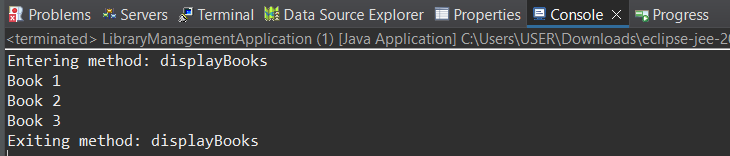 Problems Servers Terminal Data Source Explorer Properties Console Progress
<terminated> LibraryManagementApplication (1) [Java Application] C:\Users\USER\Downloads\eclipse-jee-20
Entering method: displayBooks
Book 1
Book 2
Book 3
Exiting method: displayBooks